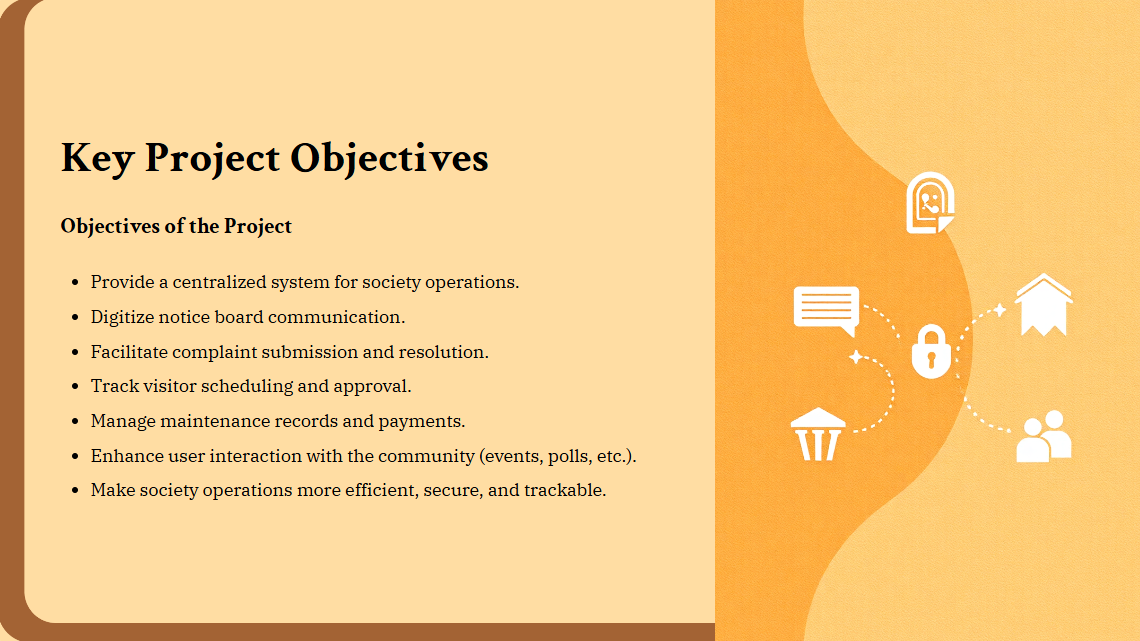 Key Project Objectives
Objectives of the Project
• Provide a centralized system for society operations.
• Digitize notice board communication.
• Facilitate complaint submission and resolution.
• Track visitor scheduling and approval.
• Manage maintenance records and payments.
• Enhance user interaction with the community (events, polls, etc.).
• Make society operations more efficient, secure, and trackable.